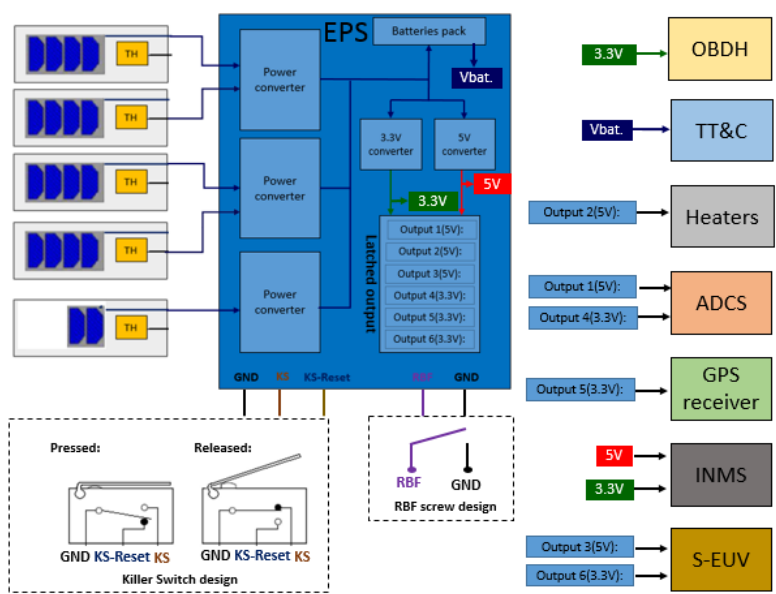 TH
TH
TH
TH
TH
EPS
Power
converter
Power
converter
Power
converter
Batteries pack
Vbat.
3.3V
converter
5V
converter
5V
3.3V
Latched output
Output 1(5V):
Output 2(5V):
Output 3(5V):
Output 4(3.3V):
Output 5(3.3V):
Output 6(3.3V):
GND KS KS-Reset RBF GND
Pressed: Released:
GND KS-Reset KS
GND KS-Reset KS
Killer Switch design
RBF GND
RBF screw design
3.3V
OBDH
Vbat.
TT&C
Output 2(5V):
Heaters
Output 1(5V):
Output 4(3.3V):
ADCS
Output 5(3.3V):
GPS
receiver
5V
3.3V
INMS
Output 3(5V):
Output 6(3.3V):
S-EUV